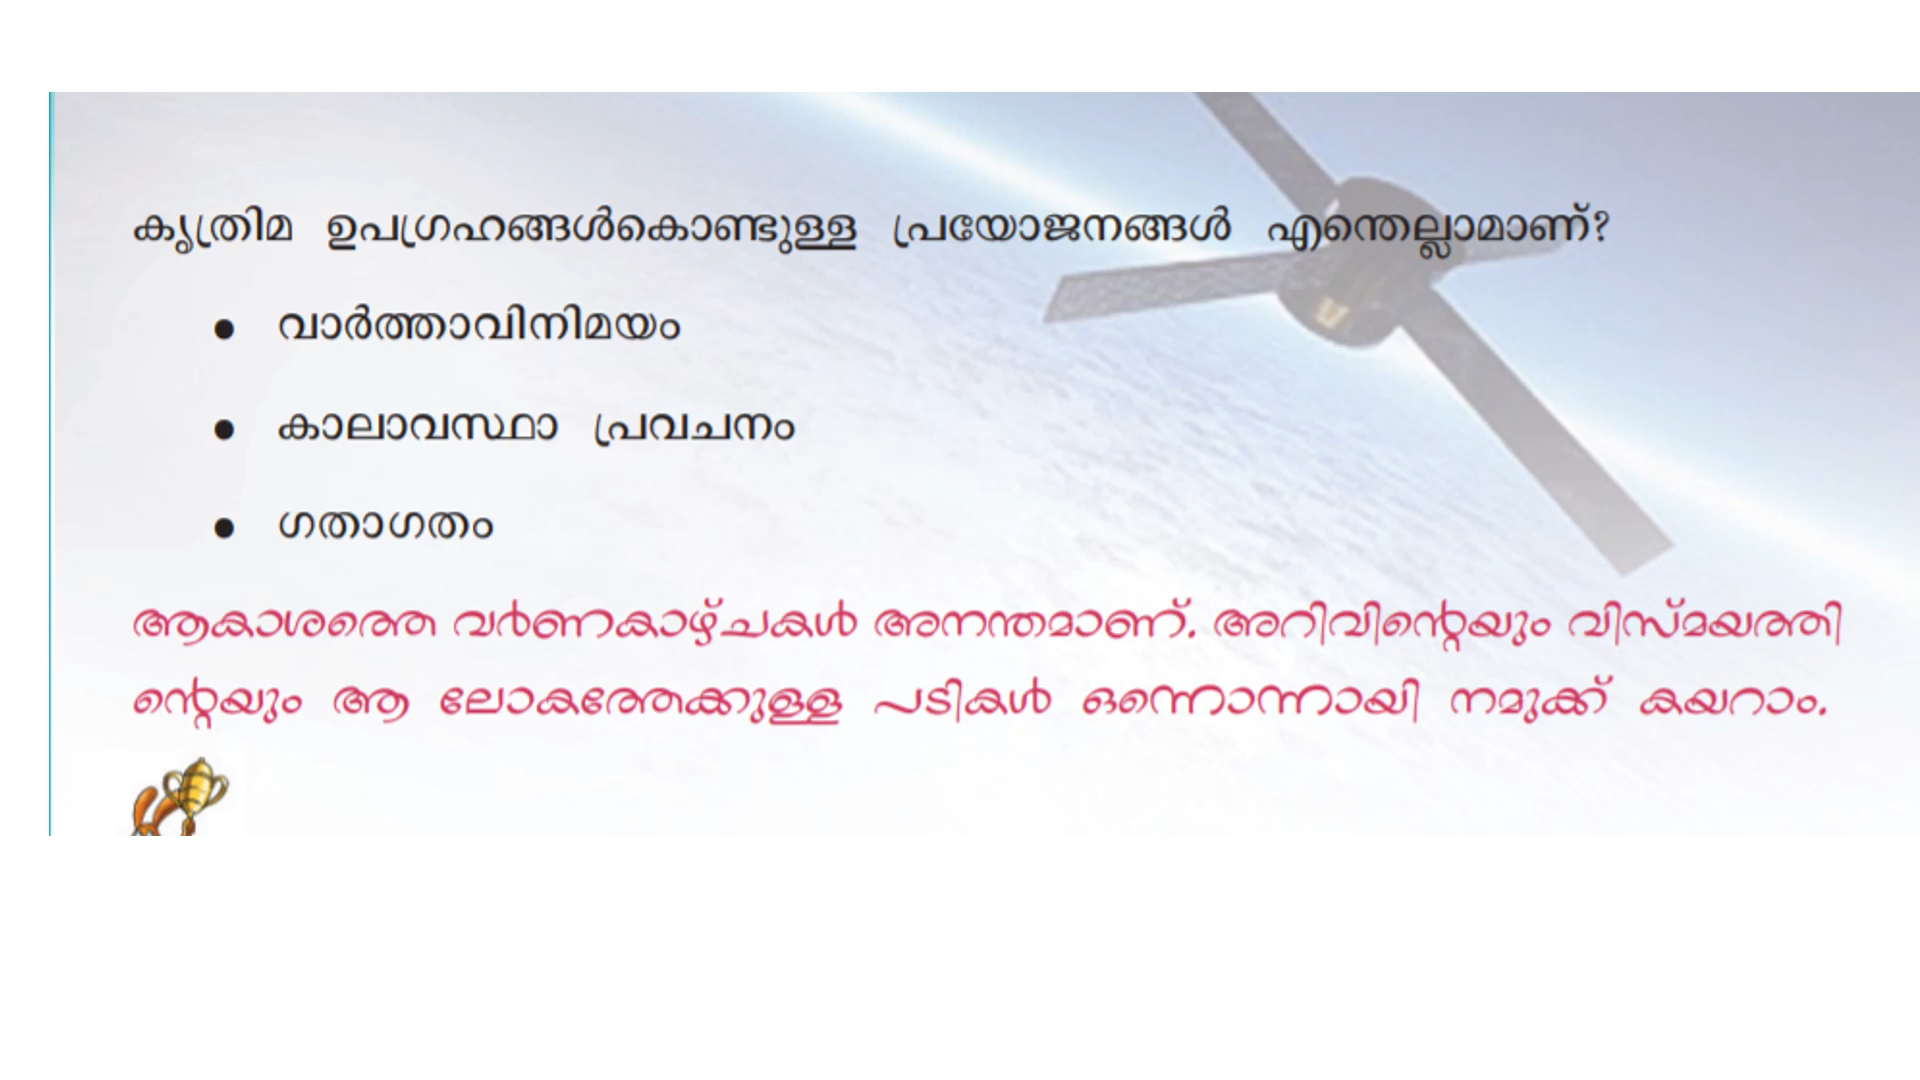 കൃത്രിമ ഉപഗ്രഹങ്ങൾകൊണ്ടുള്ള പ്രയോജനങ്ങൾ എന്തെല്ലാമാണ്?
● വാർത്താവിനിമയം
● കാലാവസ്ഥാ പ്രവചനം
● ഗതാഗതം
ആകാശത്തെ വർണകാഴ്ചകൾ അനന്തമാണ്. അറിവിന്റെയും വിസ്മയത്തി
ന്റെയും ആ ലോകത്തേക്കുള്ള പടികൾ ഒന്നൊന്നായി നമുക്ക് കയറാം.